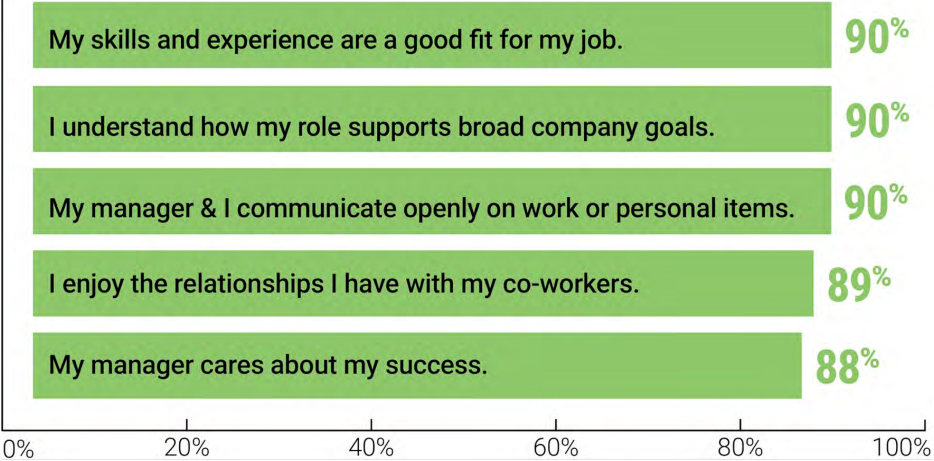 My skills and experience are a good fit for my job. 90%
I understand how my role supports broad company goals. 90%
My manager & I communicate openly on work or personal items. 90%
I enjoy the relationships I have with my co-workers. 89%
My manager cares about my success. 88%
0% 20% 40% 60% 80% 100%